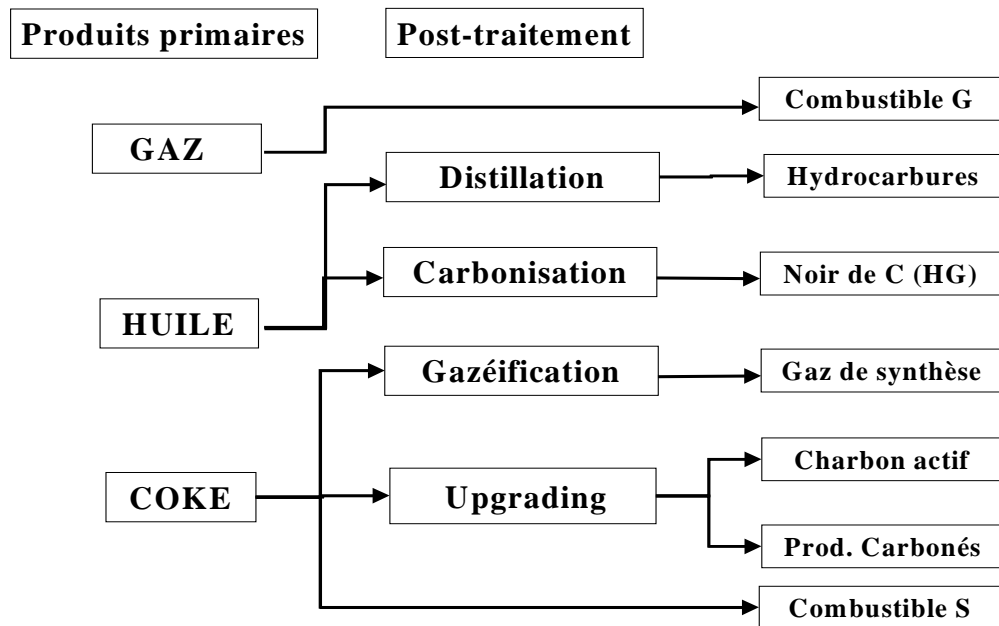 Produits primaires
Post-traitement
Combustible G
GAZ
Distillation
Hydrocarbures
Carbonisation
Noir de C (HG)
HUILE
Gazéification
Gaz de synthèse
Charbon actif
COKE
Upgrading
Prod. Carbonés
Combustible S